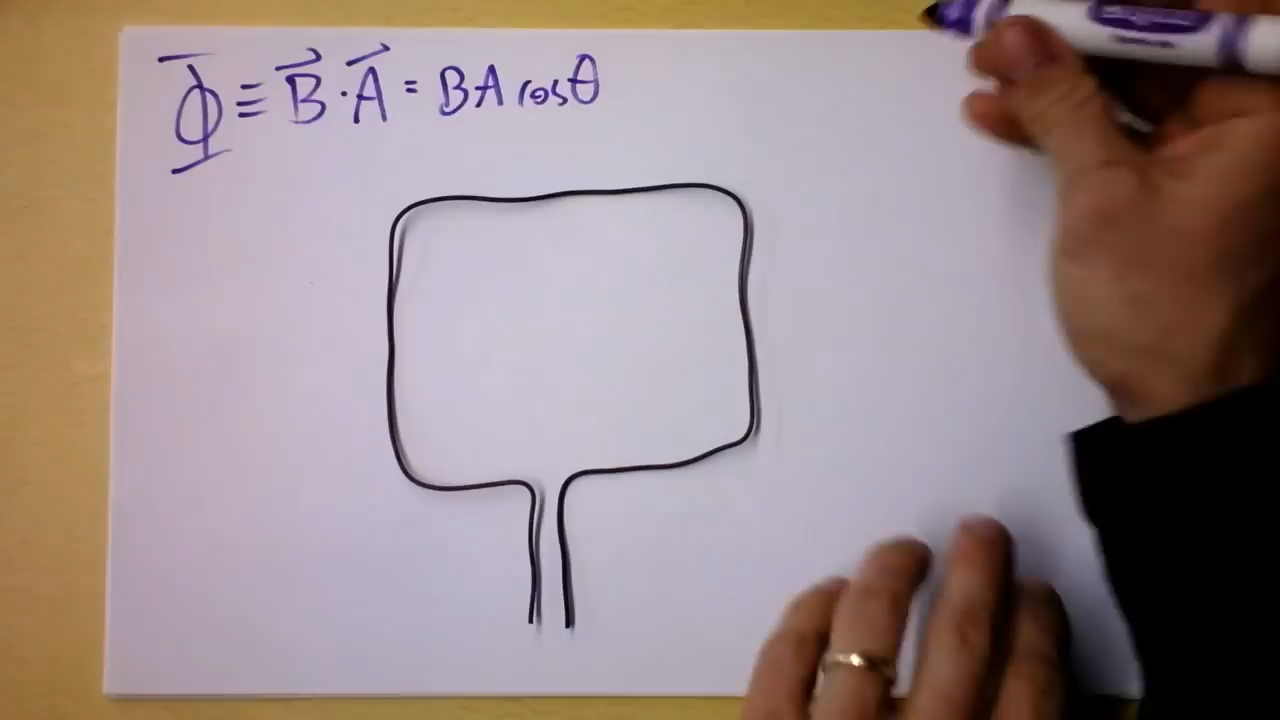 Φ ≡ B⃗ · A⃗ = BA cosθ